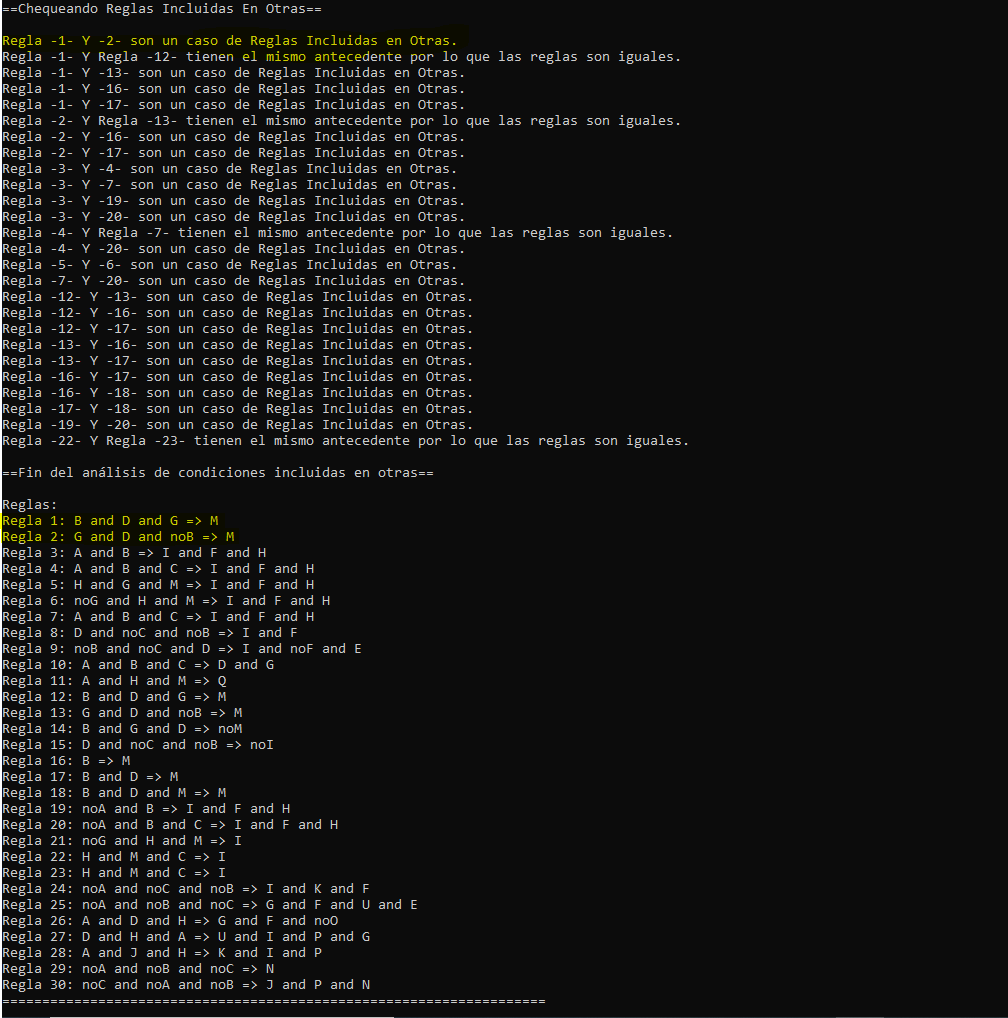 ==Chequeando Reglas Incluidas En Otras==
Regla -1- Y -2- son un caso de Reglas Incluidas en Otras.
Regla -1- Y Regla -12- tienen el mismo antecedente por lo que las reglas son iguales.
Regla -1- Y -13- son un caso de Reglas Incluidas en Otras.
Regla -1- Y -16- son un caso de Reglas Incluidas en Otras.
Regla -1- Y -17- son un caso de Reglas Incluidas en Otras.
Regla -2- Y Regla -13- tienen el mismo antecedente por lo que las reglas son iguales.
Regla -2- Y -16- son un caso de Reglas Incluidas en Otras.
Regla -2- Y -17- son un caso de Reglas Incluidas en Otras.
Regla -3- Y -4- son un caso de Reglas Incluidas en Otras.
Regla -3- Y -7- son un caso de Reglas Incluidas en Otras.
Regla -3- Y -19- son un caso de Reglas Incluidas en Otras.
Regla -3- Y -20- son un caso de Reglas Incluidas en Otras.
Regla -4- Y Regla -7- tienen el mismo antecedente por lo que las reglas son iguales.
Regla -4- Y -20- son un caso de Reglas Incluidas en Otras.
Regla -5- Y -6- son un caso de Reglas Incluidas en Otras.
Regla -7- Y -20- son un caso de Reglas Incluidas en Otras.
Regla -12- Y -13- son un caso de Reglas Incluidas en Otras.
Regla -12- Y -16- son un caso de Reglas Incluidas en Otras.
Regla -12- Y -17- son un caso de Reglas Incluidas en Otras.
Regla -13- Y -16- son un caso de Reglas Incluidas en Otras.
Regla -13- Y -17- son un caso de Reglas Incluidas en Otras.
Regla -16- Y -17- son un caso de Reglas Incluidas en Otras.
Regla -16- Y -18- son un caso de Reglas Incluidas en Otras.
Regla -17- Y -18- son un caso de Reglas Incluidas en Otras.
Regla -19- Y -20- son un caso de Reglas Incluidas en Otras.
Regla -22- Y Regla -23- tienen el mismo antecedente por lo que las reglas son iguales.
==Fin del análisis de condiciones incluidas en otras==
Reglas:
Regla 1: B and D and G => M
Regla 2: G and D and noB => M
Regla 3: A and B => I and F and H
Regla 4: A and B and C => I and F and H
Regla 5: H and G and M => I and F and H
Regla 6: noG and H and M => I and F and H
Regla 7: A and B and C => I and F and H
Regla 8: D and noC and noB => I and F
Regla 9: noB and noC and D => I and noF and E
Regla 10: A and B and C => D and G
Regla 11: A and H and M => Q
Regla 12: B and D and G => M
Regla 13: G and D and noB => M
Regla 14: B and G and D => noM
Regla 15: D and noC and noB => noI
Regla 16: B => M
Regla 17: B and D => M
Regla 18: B and D and M => M
Regla 19: noA and B => I and F and H
Regla 20: noA and B and C => I and F and H
Regla 21: noG and H and M => I
Regla 22: H and M and C => I
Regla 23: H and M and C => I
Regla 24: noA and noC and noB => I and K and F
Regla 25: noA and noB and noC => G and F and U and E
Regla 26: A and D and H => G and F and noO
Regla 27: D and H and A => U and I and P and G
Regla 28: A and J and H => K and I and P
Regla 29: noA and noB and noC => N
Regla 30: noC and noA and noB => J and P and N
====================================================================